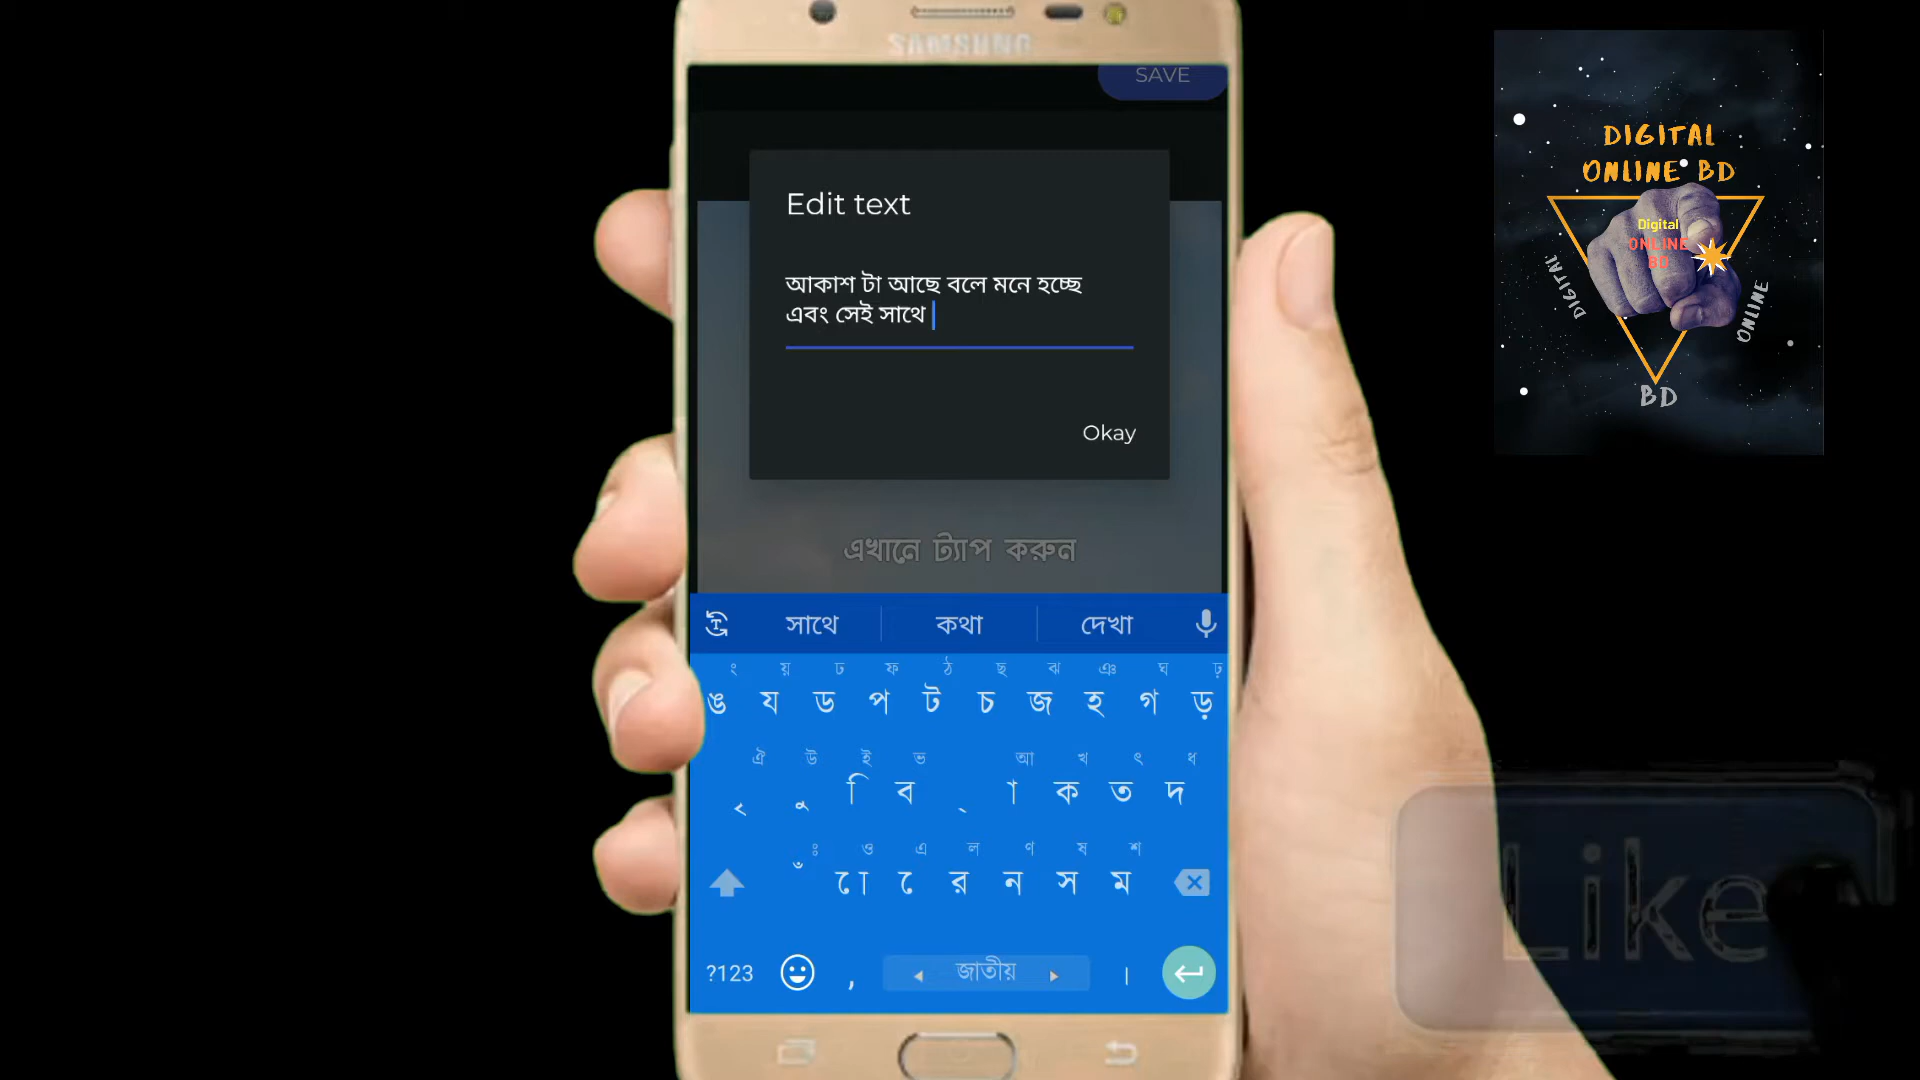 SAMSUNG
SAVE
Edit text
আকাশ টা আছে বলে মনে হচ্ছে
এবং সেই সাথে
Okay
এখানে ট্যাপ করুন
সাথে কথা দেখা
ং য় ঢ ফ ঠ ছ ঝ ঞ ঘ ঢ়
ঙ য ড প ট চ জ হ গ ড়
ঐ উ ই ভ আ খ ৎ ধ
ৃ ু ি ব ্ া ক ত দ
ঃ ও এ ল ণ ষ শ
ঁ ো ে র ন স ম
?123 , জাতীয় ।
DIGITAL
ONLINE BD
Digital
ONLINE
BD
DIGITAL
ONLINE
BD
Like